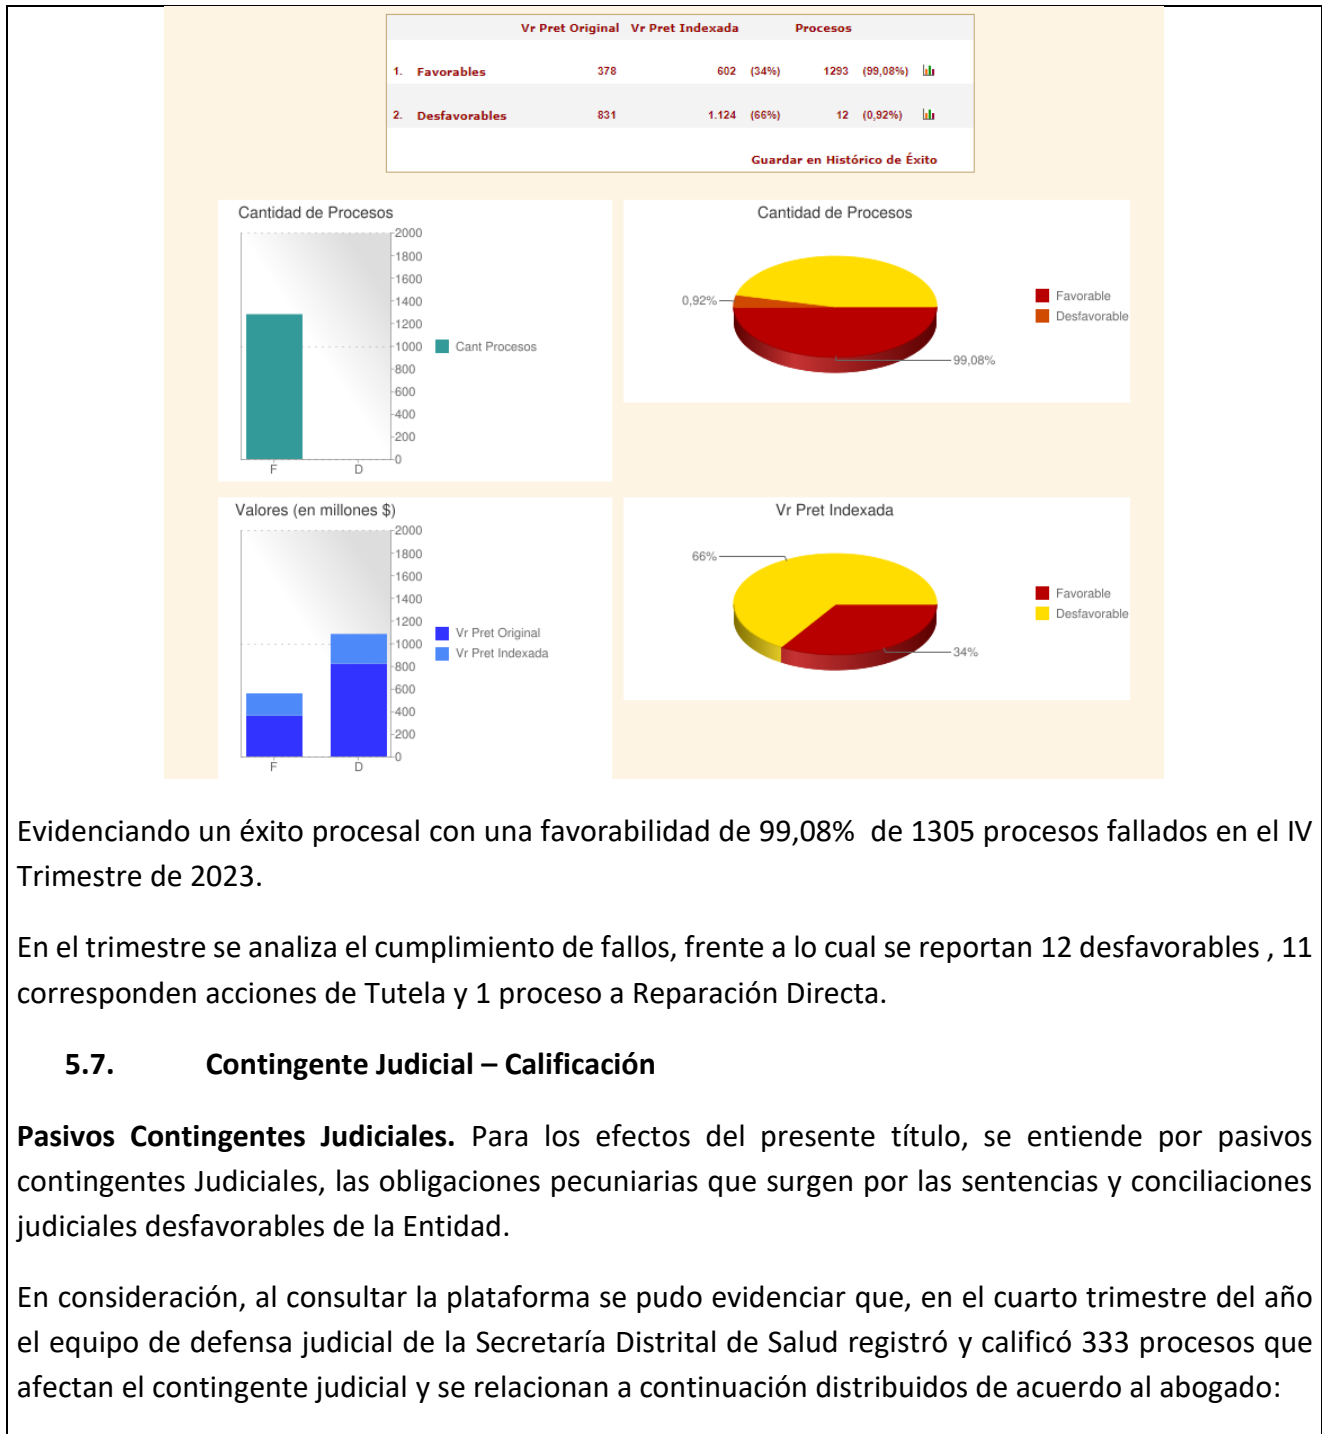 Vr Pret Original Vr Pret Indexada Procesos
1. Favorables 378 602 (34%) 1293 (99,08%)
2. Desfavorables 831 1.124 (66%) 12 (0,92%)
Guardar en Histórico de Éxito
Cantidad de Procesos
2000
1800
1600
1400
1200
1000
800
600
400
200
0
F D
Cant Procesos
Cantidad de Procesos
0,92%
99,08%
Favorable
Desfavorable
Valores (en millones $)
2000
1800
1600
1400
1200
1000
800
600
400
200
0
F D
Vr Pret Original
Vr Pret Indexada
Vr Pret Indexada
66%
34%
Favorable
Desfavorable
Evidenciando un éxito procesal con una favorabilidad de 99,08% de 1305 procesos fallados en el IV
Trimestre de 2023.
En el trimestre se analiza el cumplimiento de fallos, frente a lo cual se reportan 12 desfavorables , 11
corresponden acciones de Tutela y 1 proceso a Reparación Directa.
5.7. Contingente Judicial – Calificación
Pasivos Contingentes Judiciales. Para los efectos del presente título, se entiende por pasivos
contingentes Judiciales, las obligaciones pecuniarias que surgen por las sentencias y conciliaciones
judiciales desfavorables de la Entidad.
En consideración, al consultar la plataforma se pudo evidenciar que, en el cuarto trimestre del año
el equipo de defensa judicial de la Secretaría Distrital de Salud registró y calificó 333 procesos que
afectan el contingente judicial y se relacionan a continuación distribuidos de acuerdo al abogado: